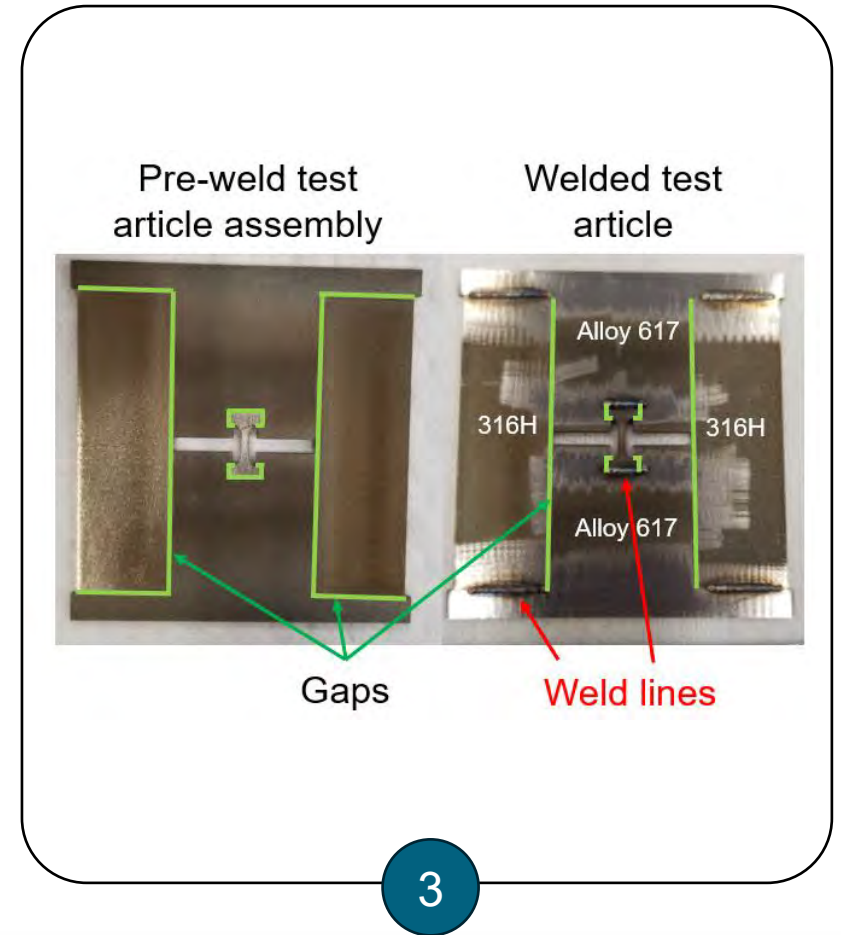 Pre-weld test
article assembly
Welded test
article
Alloy 617
316H
316H
Alloy 617
Gaps
Weld lines
3